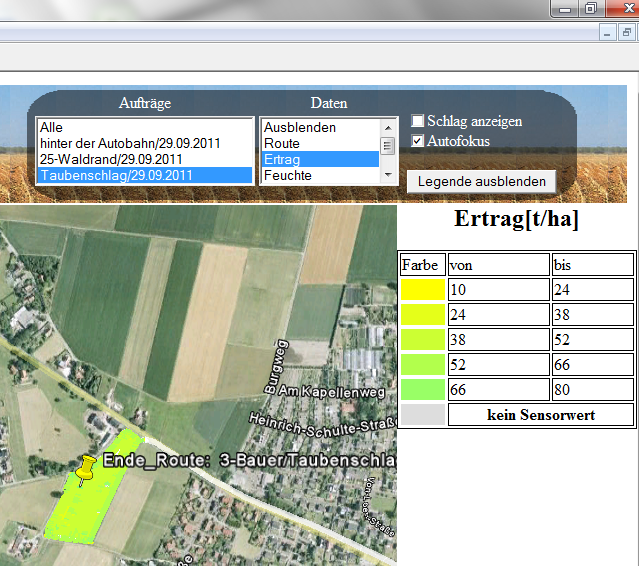 Aufträge
Daten
Alle
hinter der Autobahn/29.09.2011
25-Waldrand/29.09.2011
Taubenschlag/29.09.2011
Ausblenden
Route
Ertrag
Feuchte
Schlag anzeigen
Autofokus
Legende ausblenden
Ertrag[t/ha]
Farbe von bis
10 24
24 38
38 52
52 66
66 80
kein Sensorwert
Burgweg
Am Kapellenweg
Heinrich-Schulte-Straß
Ende_Route: 3-Bauer/Taubenschlag